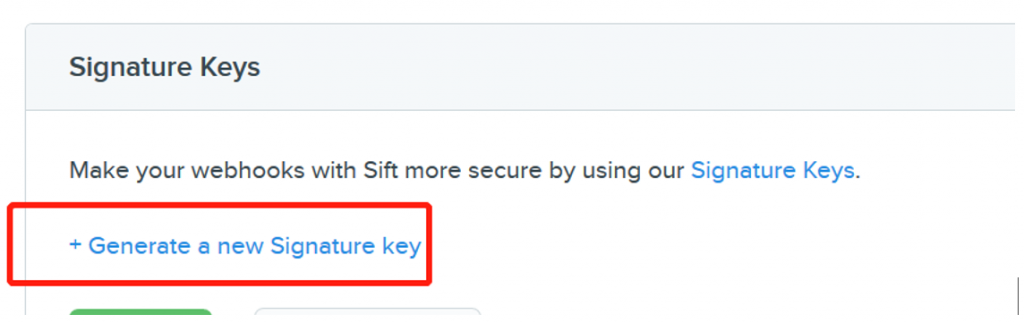 Signature Keys
Make your webhooks with Sift more secure by using our Signature Keys.
+ Generate a new Signature key